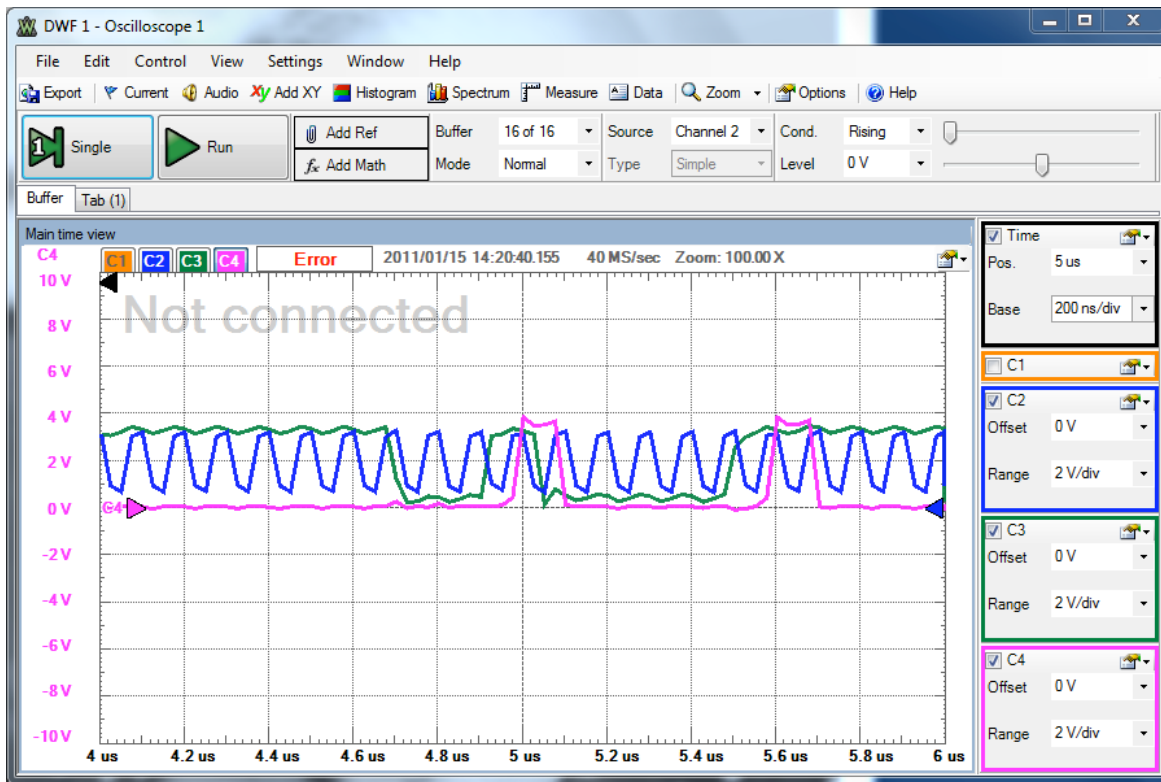 DWF 1 - Oscilloscope 1
File Edit Control View Settings Window Help
Export Current Audio Xy Add XY Histogram Spectrum Measure Data Zoom Options Help
1 Single Run Add Ref Buffer 16 of 16 Source Channel 2 Cond. Rising
fx Add Math Mode Normal Type Simple Level 0 V
Buffer Tab (1)
Main time view
C4 C1 C2 C3 C4 Error 2011/01/15 14:20:40.155 40 MS/sec Zoom: 100.00 X
Not connected
10 V
8 V
6 V
4 V
2 V
0 V
-2 V
-4 V
-6 V
-8 V
-10 V
C4
4 us 4.2 us 4.4 us 4.6 us 4.8 us 5 us 5.2 us 5.4 us 5.6 us 5.8 us 6 us
Time
Pos. 5 us
Base 200 ns/div
C1
C2
Offset 0 V
Range 2 V/div
C3
Offset 0 V
Range 2 V/div
C4
Offset 0 V
Range 2 V/div